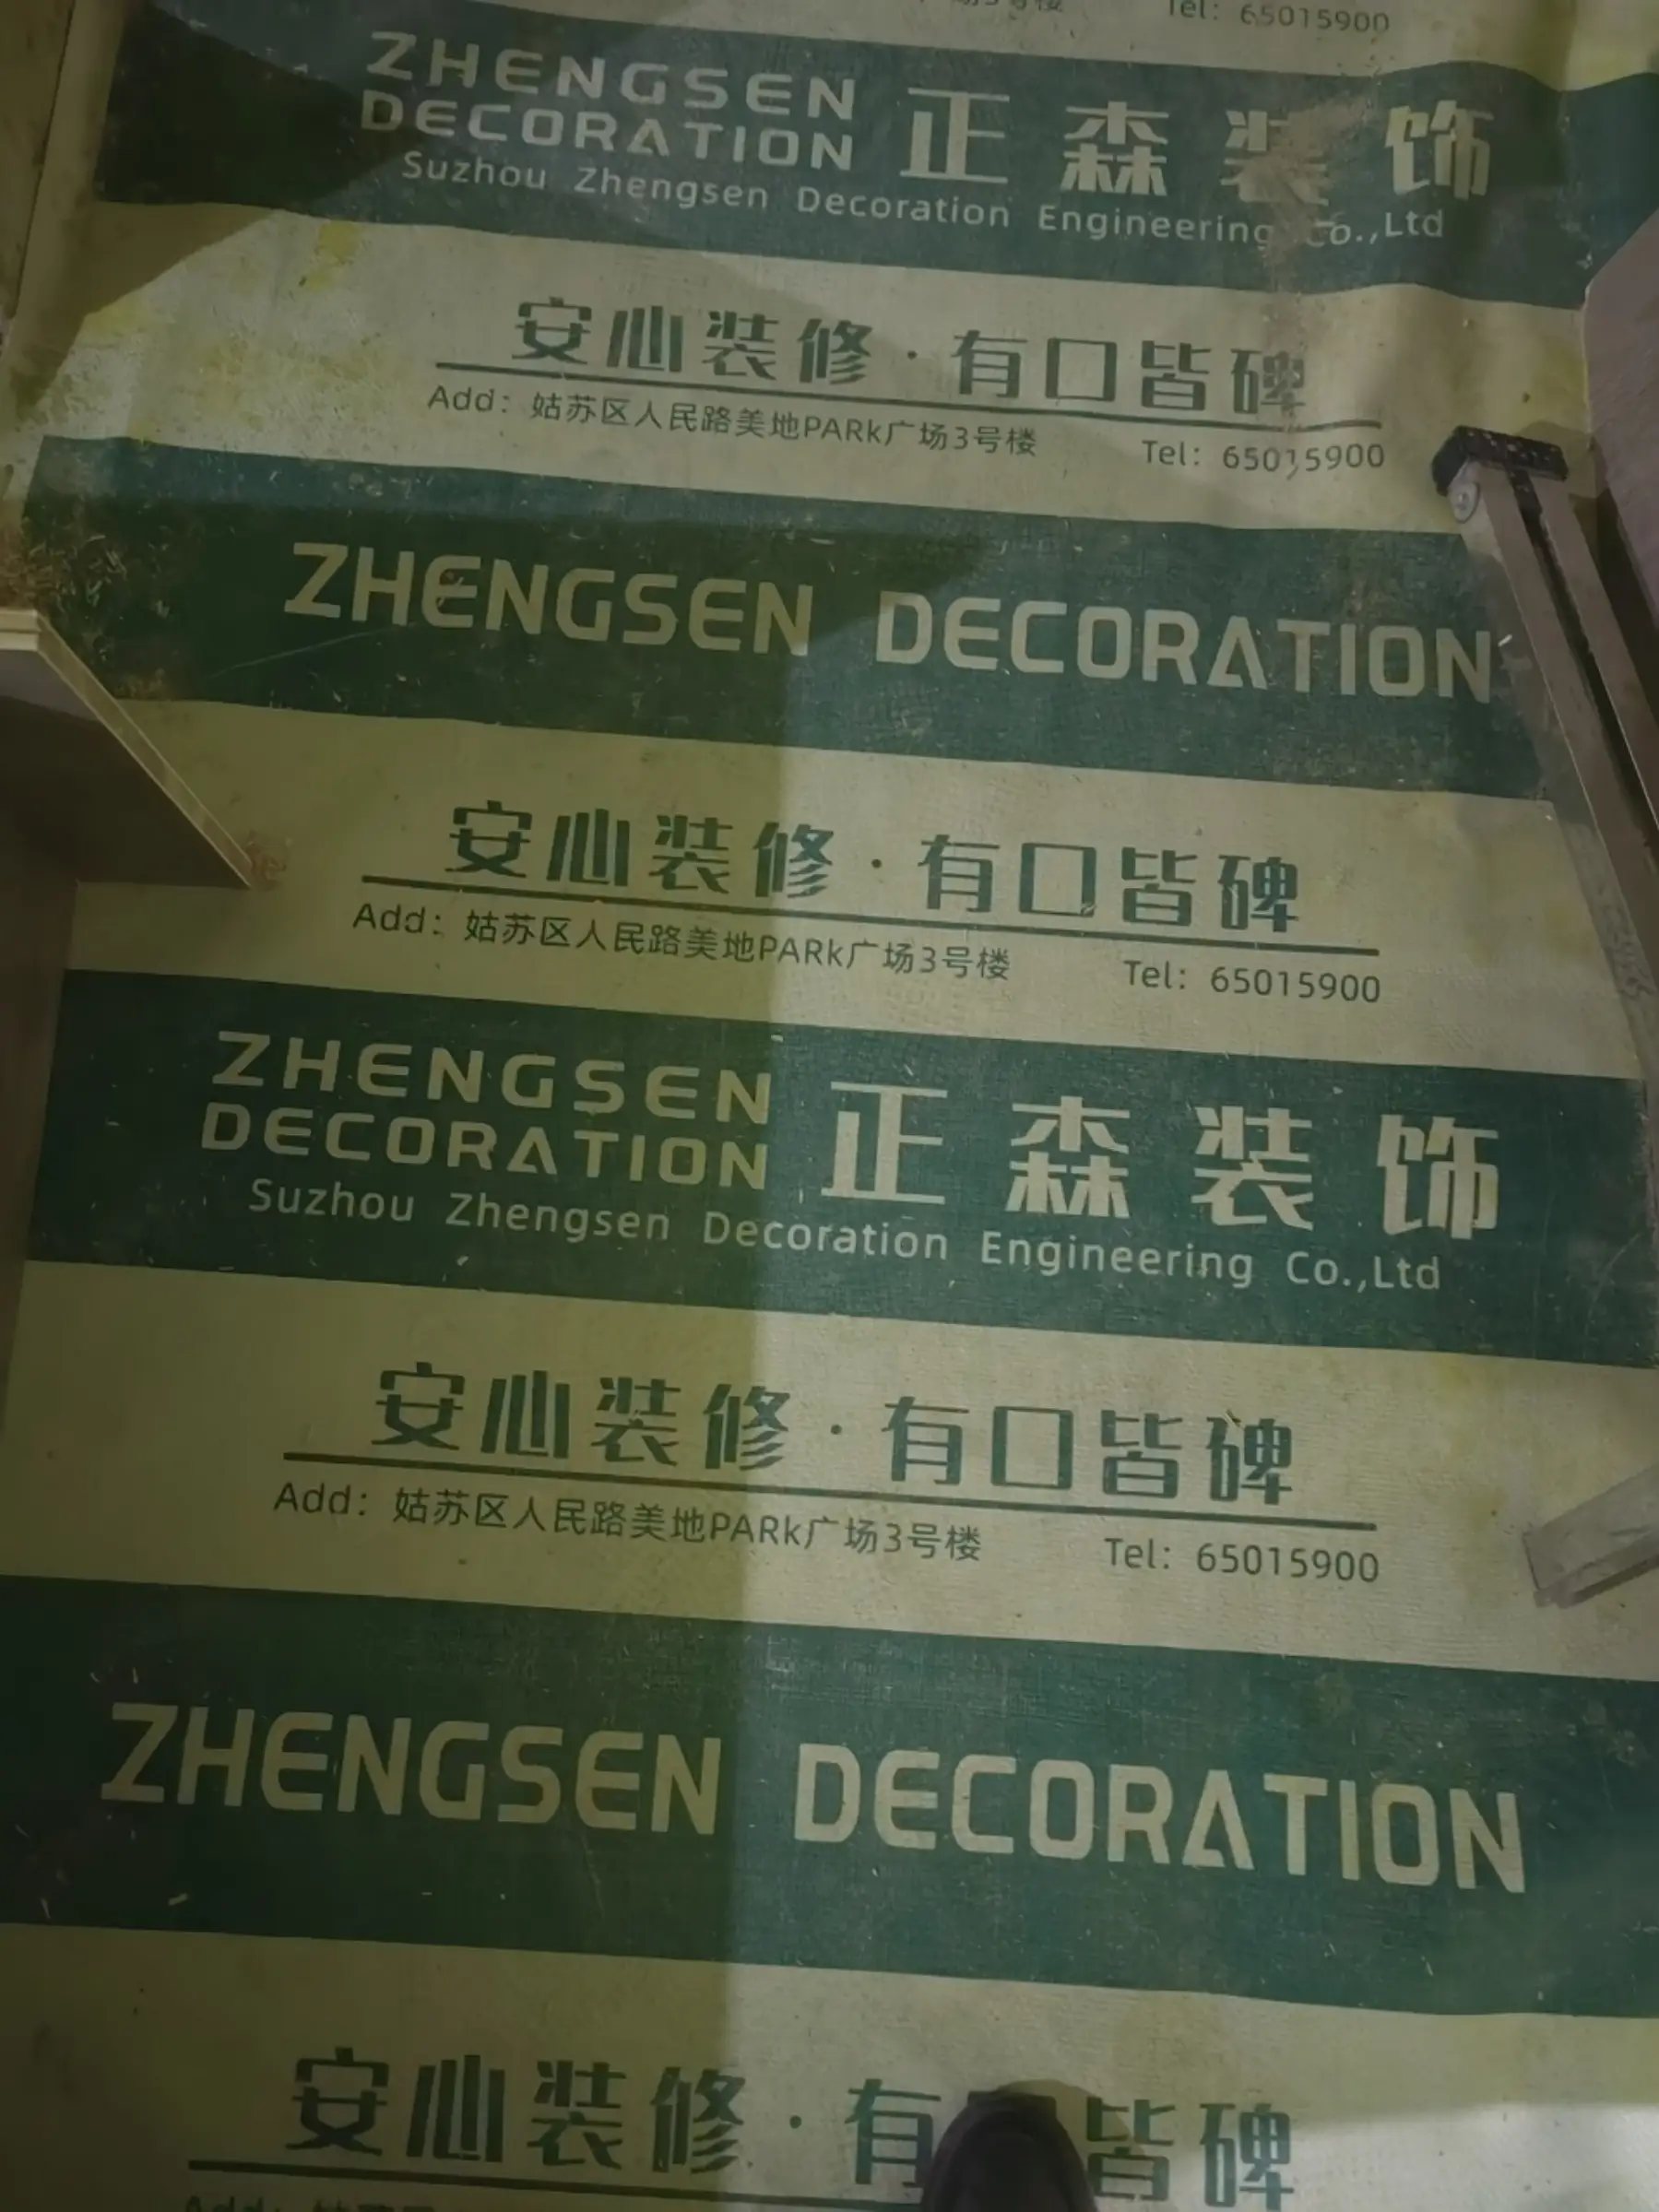 Tel: 65015900
ZHENGSEN
DECORATION
正森装饰
Suzhou Zhengsen Decoration Engineering Co.,Ltd
安心装修·有口皆碑
Add: 姑苏区人民路美地PARk广场3号楼 Tel: 65015900
ZHENGSEN DECORATION
安心装修·有口皆碑
Add: 姑苏区人民路美地PARk广场3号楼 Tel: 65015900
ZHENGSEN
DECORATION
正森装饰
Suzhou Zhengsen Decoration Engineering Co.,Ltd
安心装修·有口皆碑
Add: 姑苏区人民路美地PARk广场3号楼 Tel: 65015900
ZHENGSEN DECORATION
安心装修·有 皆碑
Add: